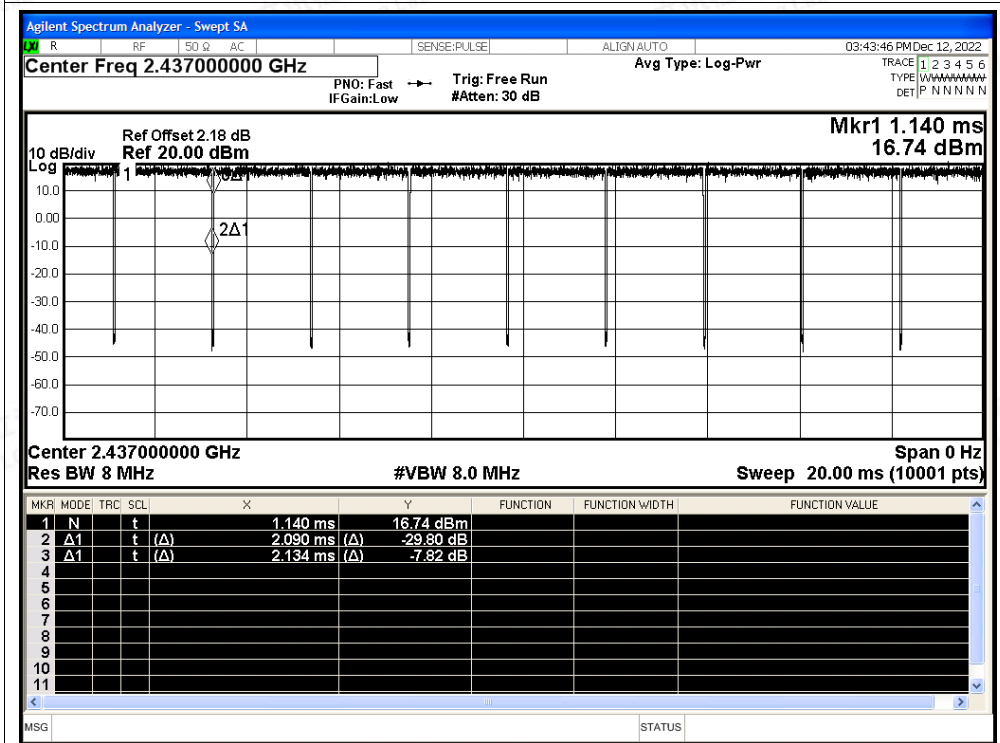 Agilent Spectrum Analyzer - Swept SA
LXI R RF 50 Ω AC SENSE:PULSE ALIGN AUTO 03:43:46 PM Dec 12, 2022
Center Freq 2.437000000 GHz Avg Type: Log-Pwr TRACE 1 2 3 4 5 6
PNO: Fast Trig: Free Run TYPE W
IFGain:Low #Atten: 30 dB DET P N N N N N
Mkr1 1.140 ms
Ref Offset 2.18 dB
10 dB/div Ref 20.00 dBm 16.74 dBm
Log
1
10.0
0.00
2Δ1
-10.0
-20.0
-30.0
-40.0
-50.0
-60.0
-70.0
Center 2.437000000 GHz Span 0 Hz
Res BW 8 MHz #VBW 8.0 MHz Sweep 20.00 ms (10001 pts)
MKR MODE TRC SCL X Y FUNCTION FUNCTION WIDTH FUNCTION VALUE
1 N t 1.140 ms 16.74 dBm
2 Δ1 t (Δ) 2.090 ms (Δ) -29.80 dB
3 Δ1 t (Δ) 2.134 ms (Δ) -7.82 dB
4
5
6
7
8
9
10
11
MSG STATUS